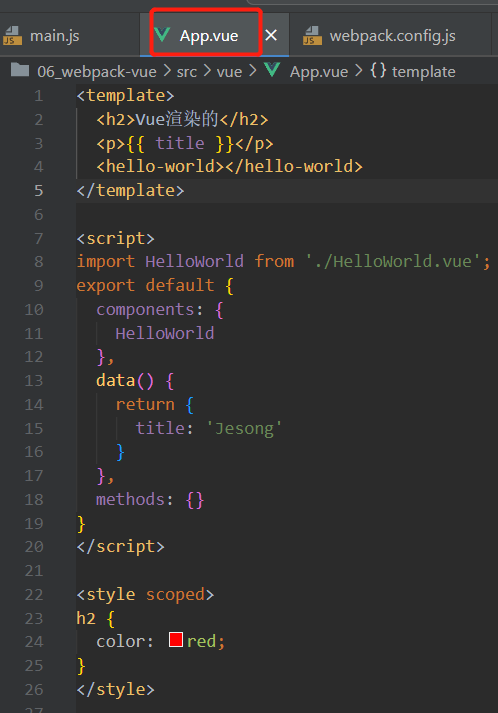 main.js App.vue webpack.config.js
06_webpack-vue > src > vue > App.vue > {} template
1 <template>
2   <h2>Vue渲染的</h2>
3   <p>{{ title }}</p>
4   <hello-world></hello-world>
5 </template>
6
7 <script>
8 import HelloWorld from './HelloWorld.vue';
9 export default {
10   components: {
11     HelloWorld
12   },
13   data() {
14     return {
15       title: 'Jesong'
16     }
17   },
18   methods: {}
19 }
20 </script>
21
22 <style scoped>
23 h2 {
24   color: red;
25 }
26 </style>
27